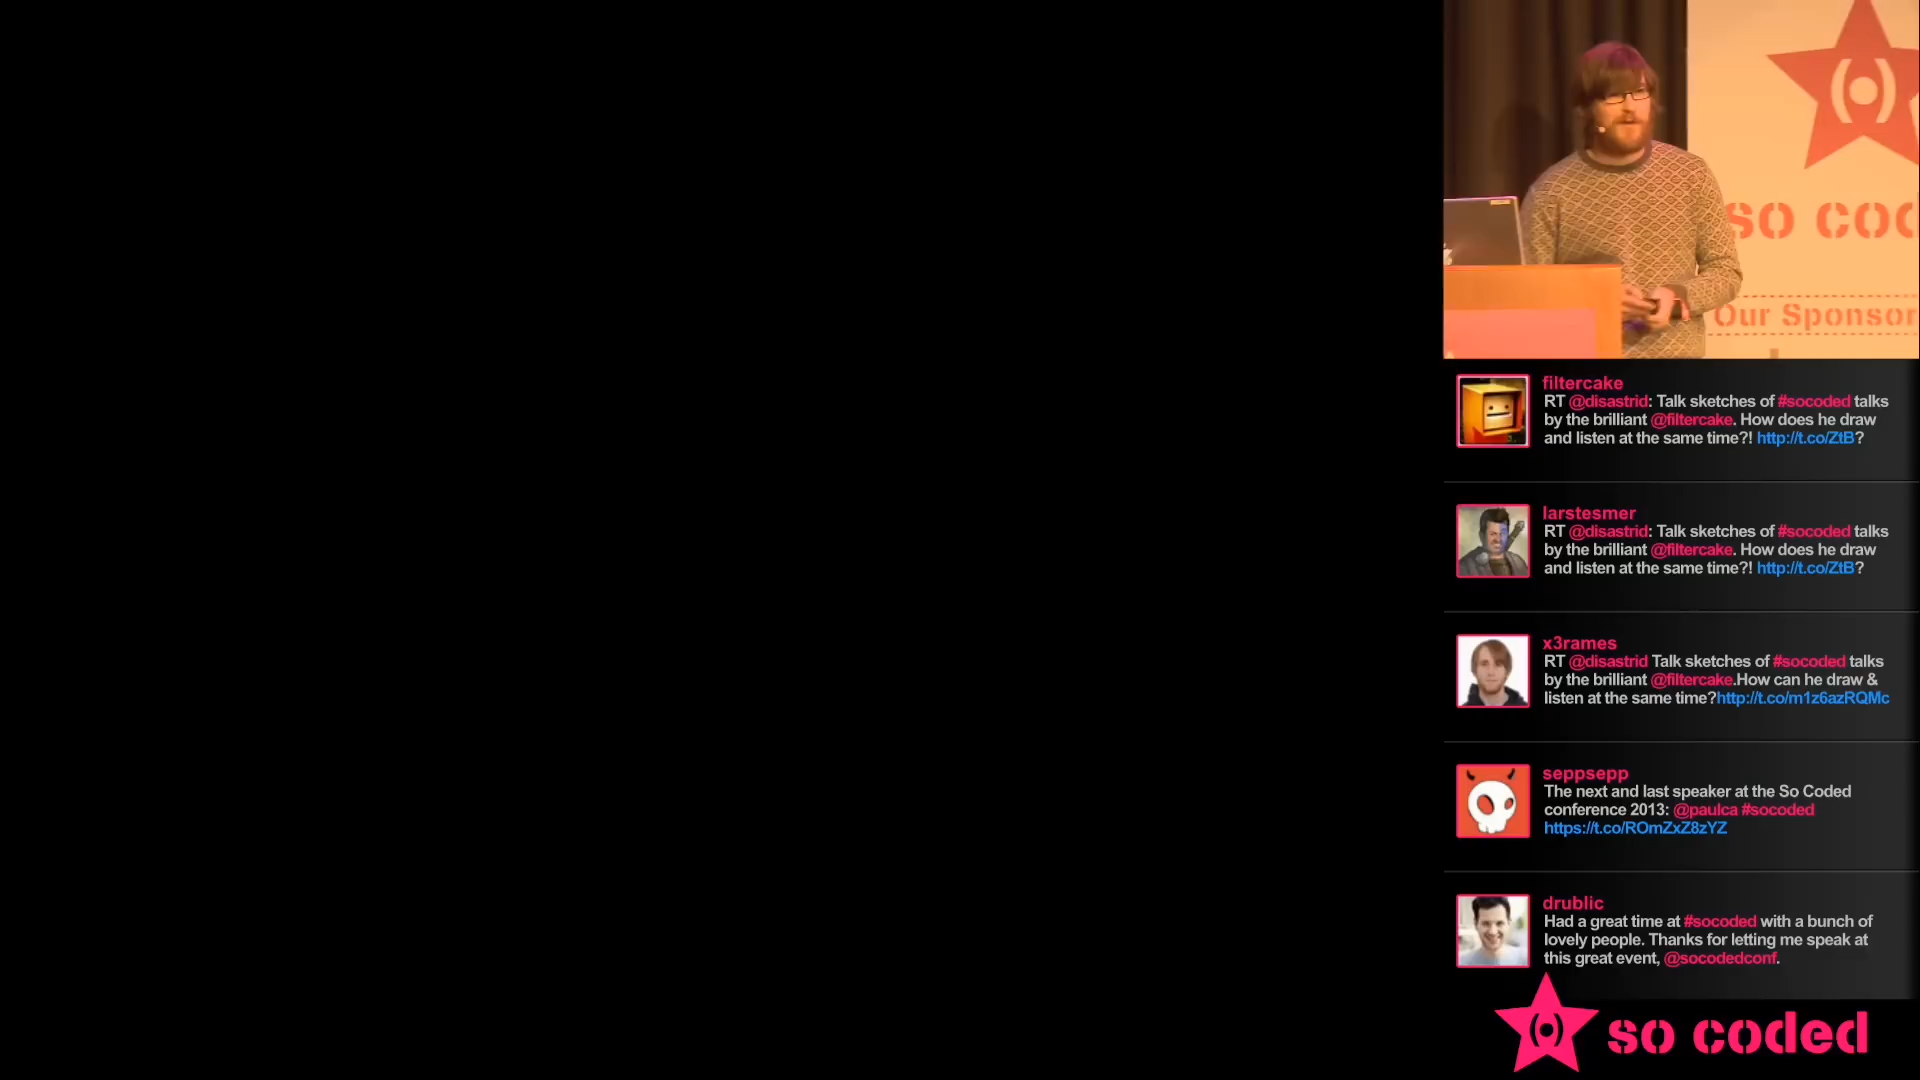 so cod
Our Sponsor
filtercake
RT @disastrid: Talk sketches of #socoded talks
by the brilliant @filtercake. How does he draw
and listen at the same time?! http://t.co/ZtB?
larstesmer
RT @disastrid: Talk sketches of #socoded talks
by the brilliant @filtercake. How does he draw
and listen at the same time?! http://t.co/ZtB?
x3rames
RT @disastrid Talk sketches of #socoded talks
by the brilliant @filtercake.How can he draw &
listen at the same time?http://t.co/m1z6azRQMc
seppsepp
The next and last speaker at the So Coded
conference 2013: @paulca #socoded
https://t.co/ROmZxZ8zYZ
drublic
Had a great time at #socoded with a bunch of
lovely people. Thanks for letting me speak at
this great event, @socodedconf.
so coded